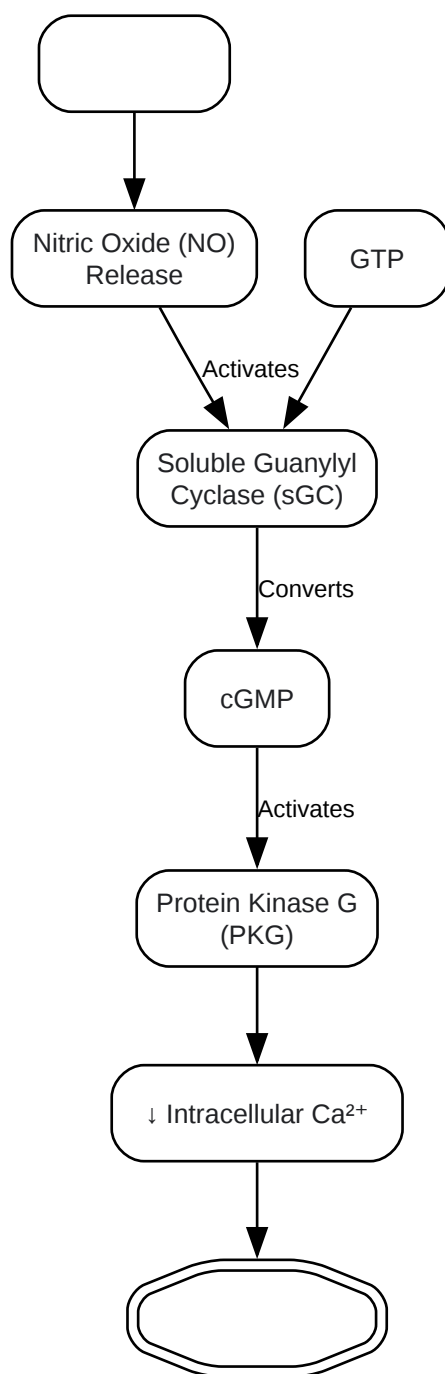 Nitric Oxide (NO)
Release
GTP
Activates
Soluble Guanylyl
Cyclase (sGC)
Converts
cGMP
Activates
Protein Kinase G
(PKG)
↓ Intracellular Ca²⁺